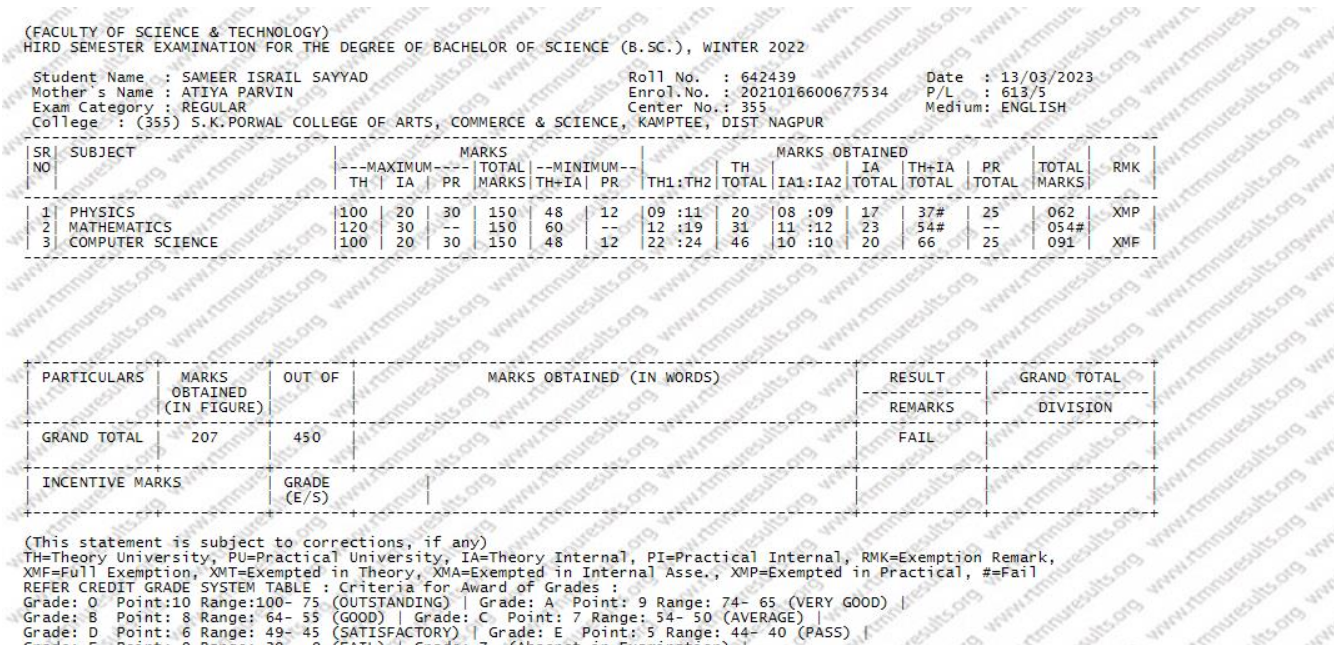 (FACULTY OF SCIENCE & TECHNOLOGY)
HIRD SEMESTER EXAMINATION FOR THE DEGREE OF BACHELOR OF SCIENCE (B.SC.), WINTER 2022
Student Name : SAMEER ISRAIL SAYYAD Roll No. : 642439 Date : 13/03/2023
Mother`s Name : ATIYA PARVIN Enrol.No. : 2021016600677534 P/L : 613/5
Exam Category : REGULAR Center No.: 355 Medium: ENGLISH
College : (355) S.K.PORWAL COLLEGE OF ARTS, COMMERCE & SCIENCE, KAMPTEE, DIST NAGPUR
|SR| SUBJECT | MARKS | MARKS OBTAINED | | |
|NO| |---MAXIMUM----|TOTAL|--MINIMUM--| | TH | | IA |TH+IA | PR |TOTAL| RMK |
| | | TH | IA | PR |MARKS|TH+IA| PR |TH1:TH2|TOTAL|IA1:IA2|TOTAL|TOTAL |TOTAL |MARKS| |
| 1| PHYSICS |100 | 20 | 30 | 150 | 48 | 12 |09 :11 | 20 |08 :09 | 17 | 37# | 25 | 062 | XMP |
| 2| MATHEMATICS |120 | 30 | -- | 150 | 60 | -- |12 :19 | 31 |11 :12 | 23 | 54# | -- | 054#| |
| 3| COMPUTER SCIENCE |100 | 20 | 30 | 150 | 48 | 12 |22 :24 | 46 |10 :10 | 20 | 66 | 25 | 091 | XMF |
| PARTICULARS | MARKS | OUT OF | MARKS OBTAINED (IN WORDS) | RESULT | GRAND TOTAL |
| | OBTAINED | | |
| |(IN FIGURE)| | | REMARKS | DIVISION |
| GRAND TOTAL | 207 | 450 | | FAIL | |
| INCENTIVE MARKS | GRADE | | | |
| | (E/S) | | | |
(This statement is subject to corrections, if any)
TH=Theory University, PU=Practical University, IA=Theory Internal, PI=Practical Internal, RMK=Exemption Remark,
XMF=Full Exemption, XMT=Exempted in Theory, XMA=Exempted in Internal Asse., XMP=Exempted in Practical, #=Fail
REFER CREDIT GRADE SYSTEM TABLE : Criteria for Award of Grades :
Grade: O Point:10 Range:100- 75 (OUTSTANDING) | Grade: A Point: 9 Range: 74- 65 (VERY GOOD) |
Grade: B Point: 8 Range: 64- 55 (GOOD) | Grade: C Point: 7 Range: 54- 50 (AVERAGE) |
Grade: D Point: 6 Range: 49- 45 (SATISFACTORY) | Grade: E Point: 5 Range: 44- 40 (PASS) |
www.rtmnuresults.org